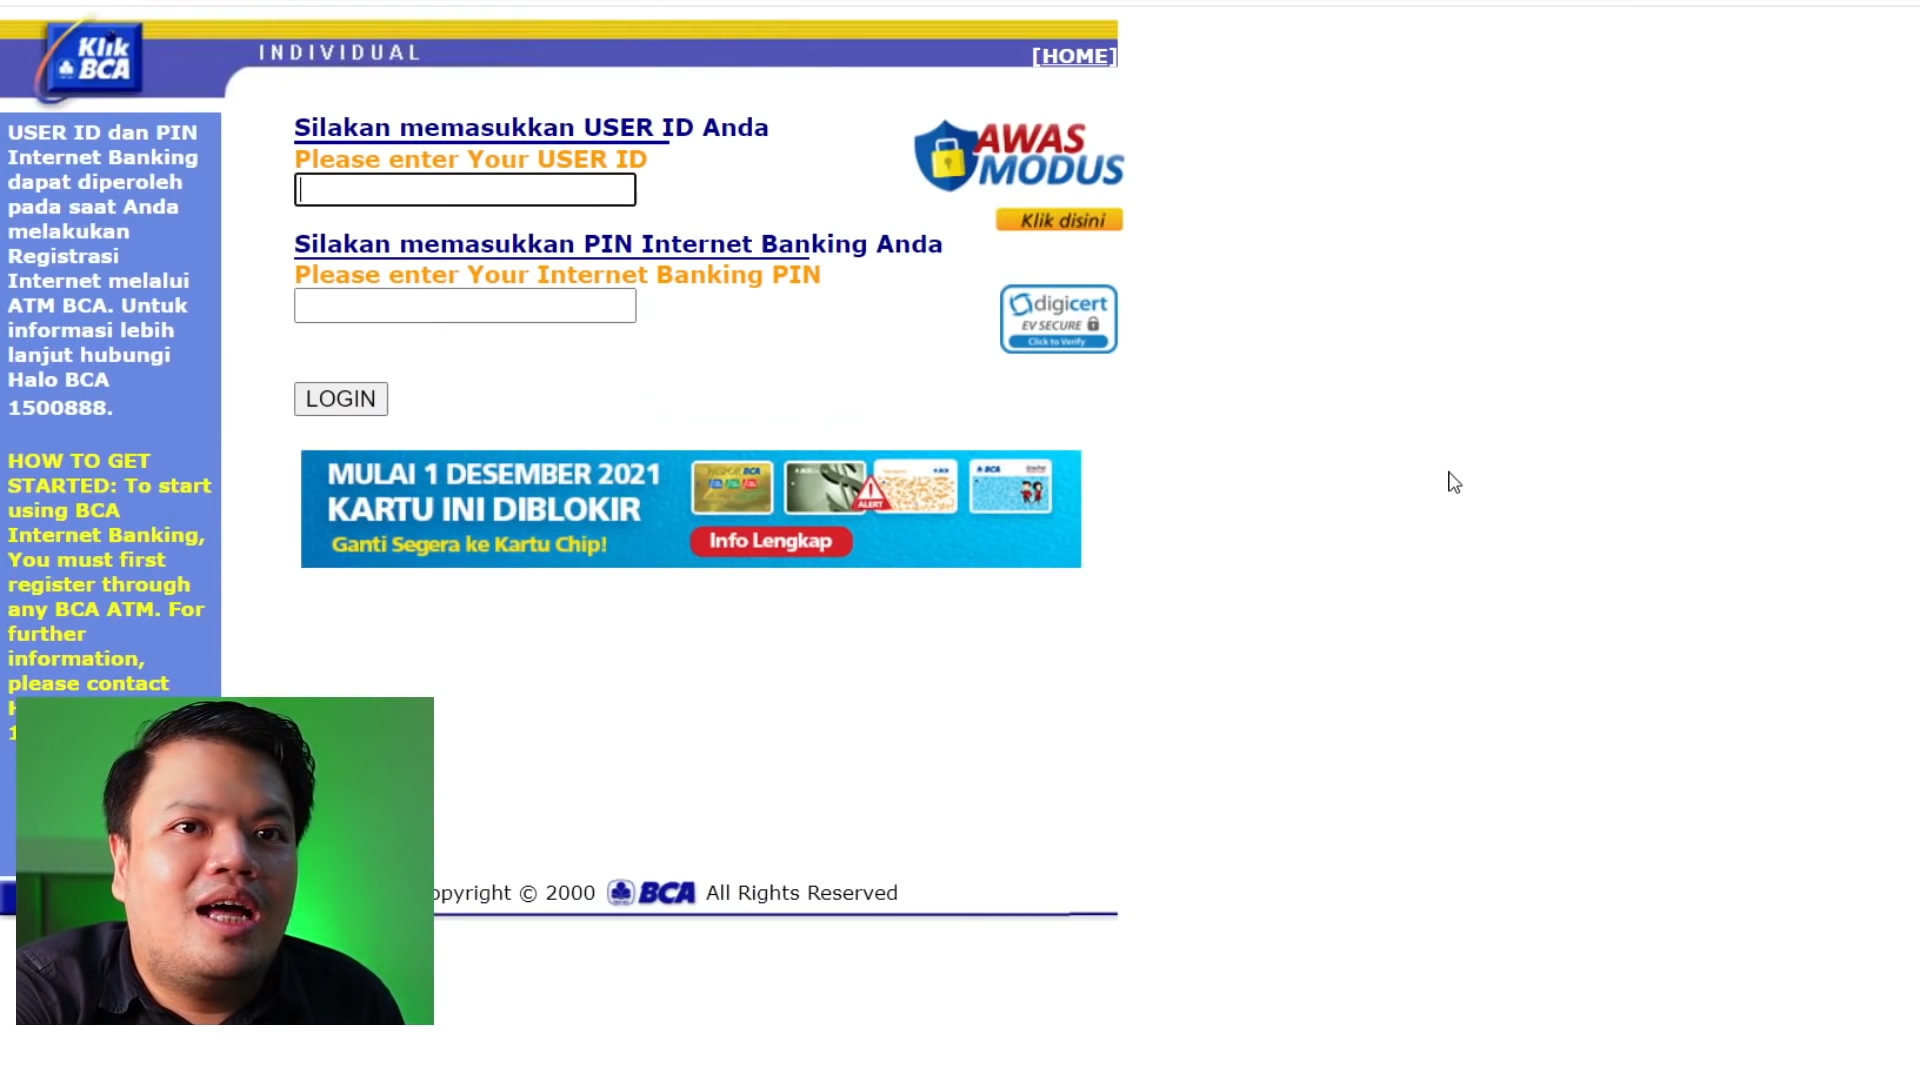 Klik
BCA
INDIVIDUAL
[HOME]
USER ID dan PIN
Internet Banking
dapat diperoleh
pada saat Anda
melakukan
Registrasi
Internet melalui
ATM BCA. Untuk
informasi lebih
lanjut hubungi
Halo BCA
1500888.
HOW TO GET
STARTED: To start
using BCA
Internet Banking,
You must first
register through
any BCA ATM. For
further
information,
please contact
Silakan memasukkan USER ID Anda
Please enter Your USER ID
Silakan memasukkan PIN Internet Banking Anda
Please enter Your Internet Banking PIN
LOGIN
AWAS
MODUS
Klik disini
digicert
EV SECURE
Click to Verify
MULAI 1 DESEMBER 2021
KARTU INI DIBLOKIR
Ganti Segera ke Kartu Chip!
ALERT
BCA
Info Lengkap
opyright © 2000 BCA All Rights Reserved